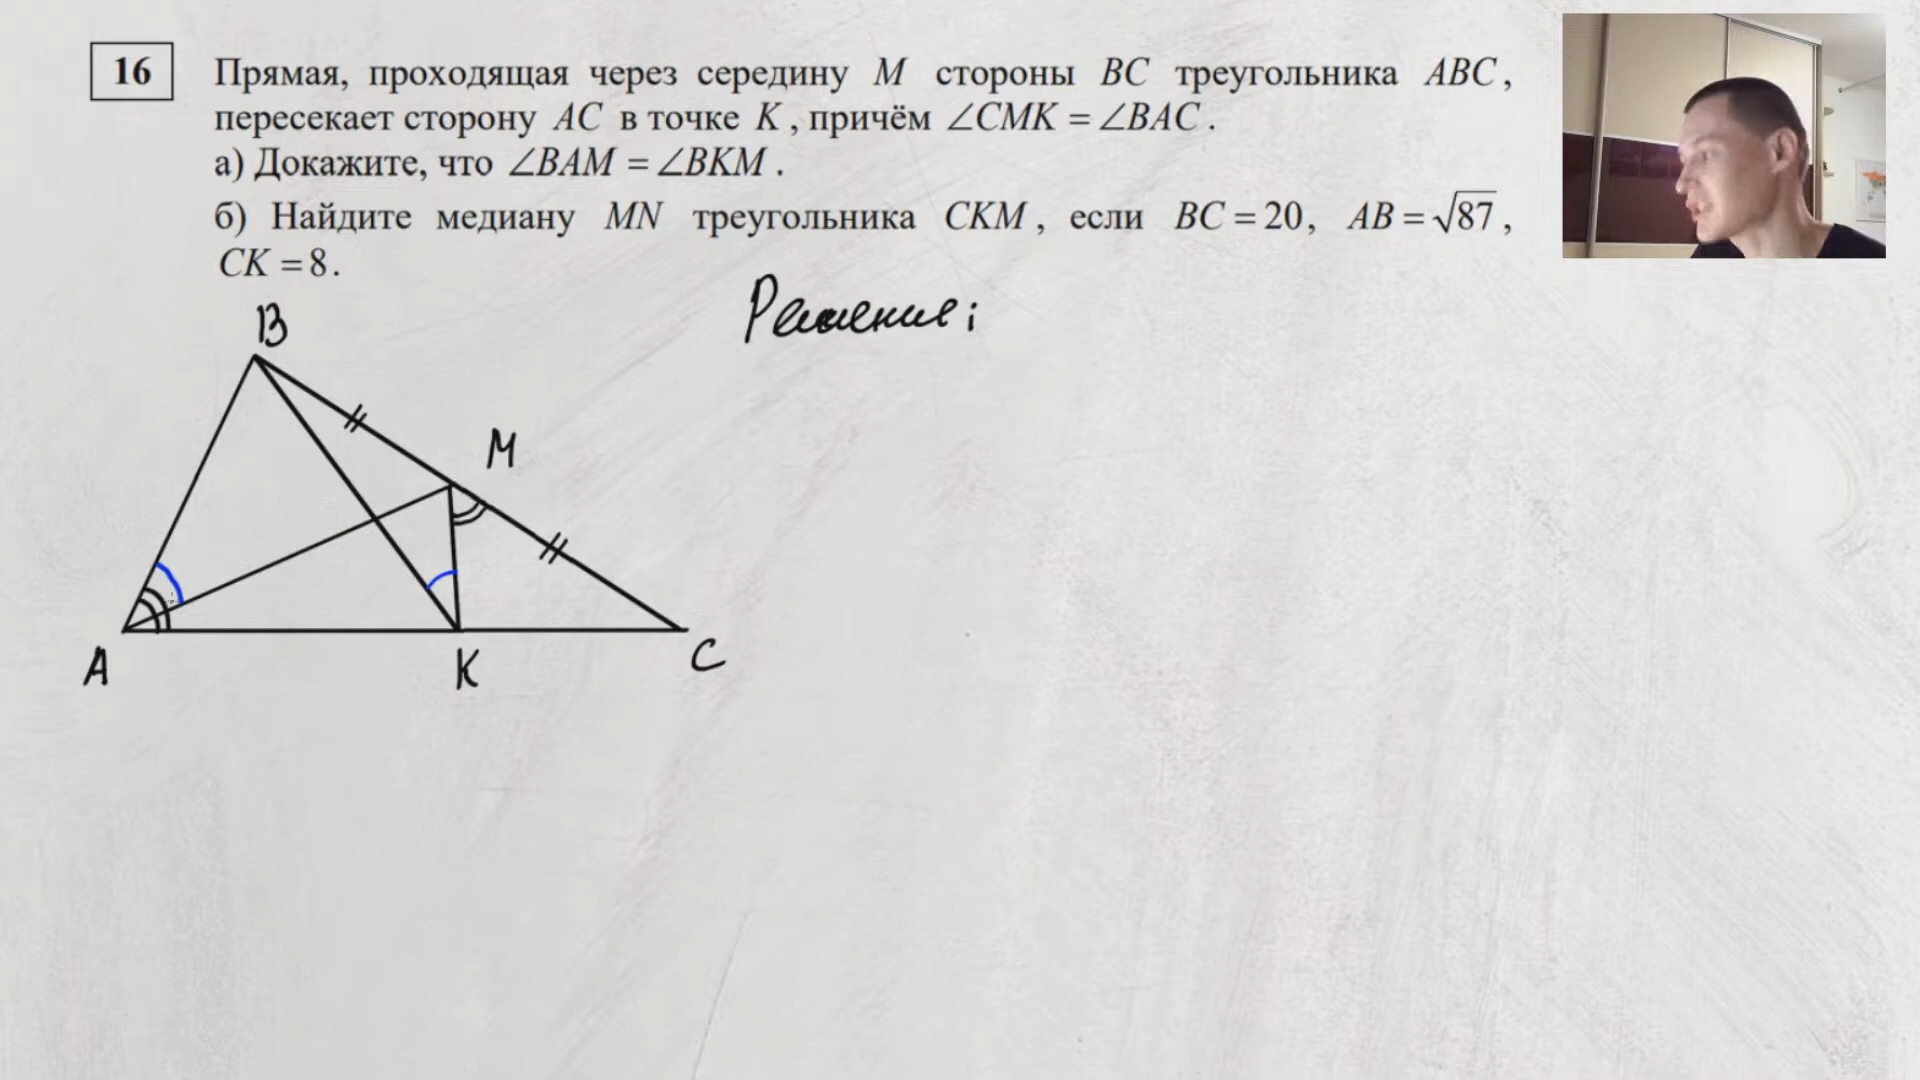 16
Прямая, проходящая через середину M стороны BC треугольника ABC,
пересекает сторону AC в точке K, причём ∠CMK = ∠BAC.
а) Докажите, что ∠BAM = ∠BKM.
б) Найдите медиану MN треугольника CKM, если BC = 20, AB = √87,
CK = 8.
Решение:
B
M
A
K
C